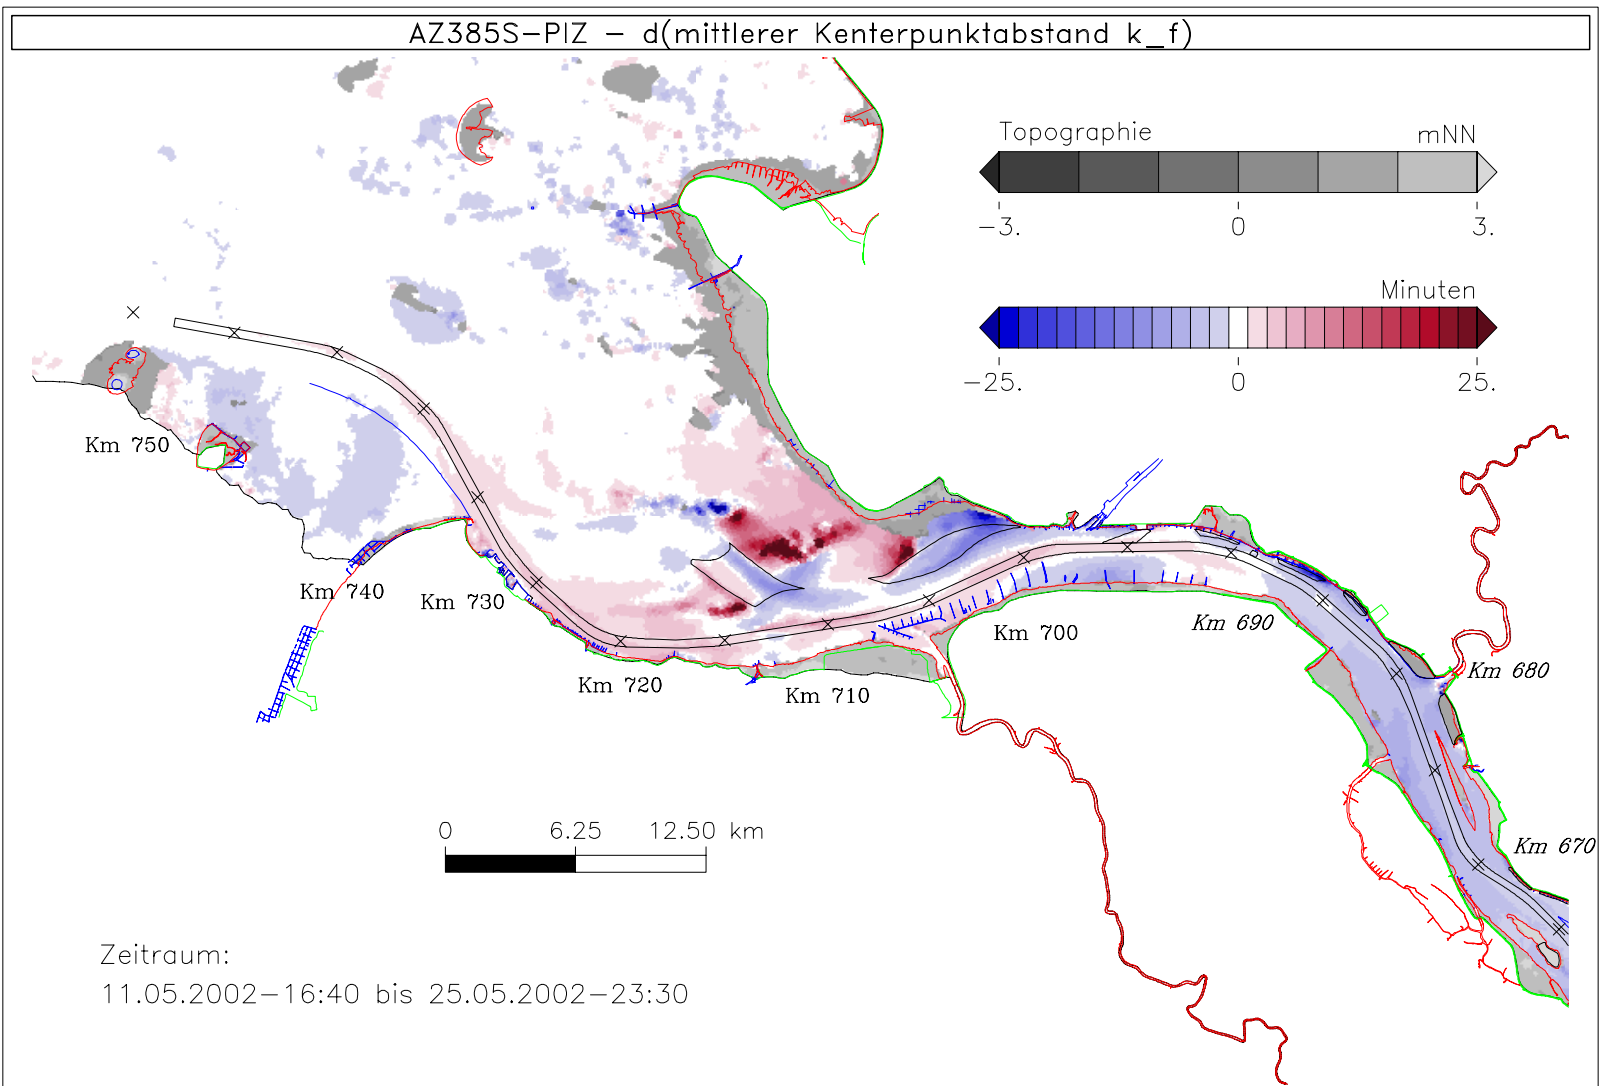 AZ385S-PIZ - d(mittlerer Kenterpunktabstand k_f)
Topographie mNN
-3. 0 3.
Minuten
-25. 0 25.
Km 750
Km 740
Km 730
Km 720
Km 710
Km 700
Km 690
Km 680
Km 670
0 6.25 12.50 km
Zeitraum:
11.05.2002-16:40 bis 25.05.2002-23:30